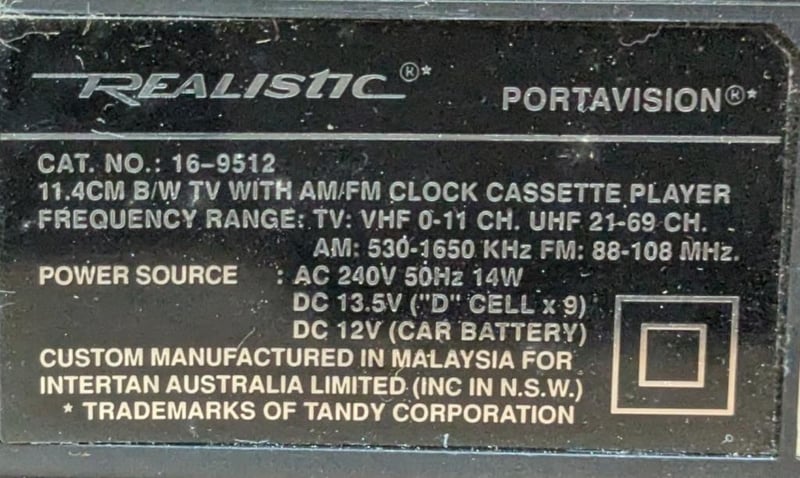 REALISTIC®*
PORTAVISION®*
CAT. NO.: 16-9512
11.4CM B/W TV WITH AM/FM CLOCK CASSETTE PLAYER
FREQUENCY RANGE: TV: VHF 0-11 CH. UHF 21-69 CH.
AM: 530-1650 KHz FM: 88-108 MHz.
POWER SOURCE : AC 240V 50Hz 14W
DC 13.5V ("D" CELL x 9)
DC 12V (CAR BATTERY)
CUSTOM MANUFACTURED IN MALAYSIA FOR
INTERTAN AUSTRALIA LIMITED (INC IN N.S.W.)
* TRADEMARKS OF TANDY CORPORATION